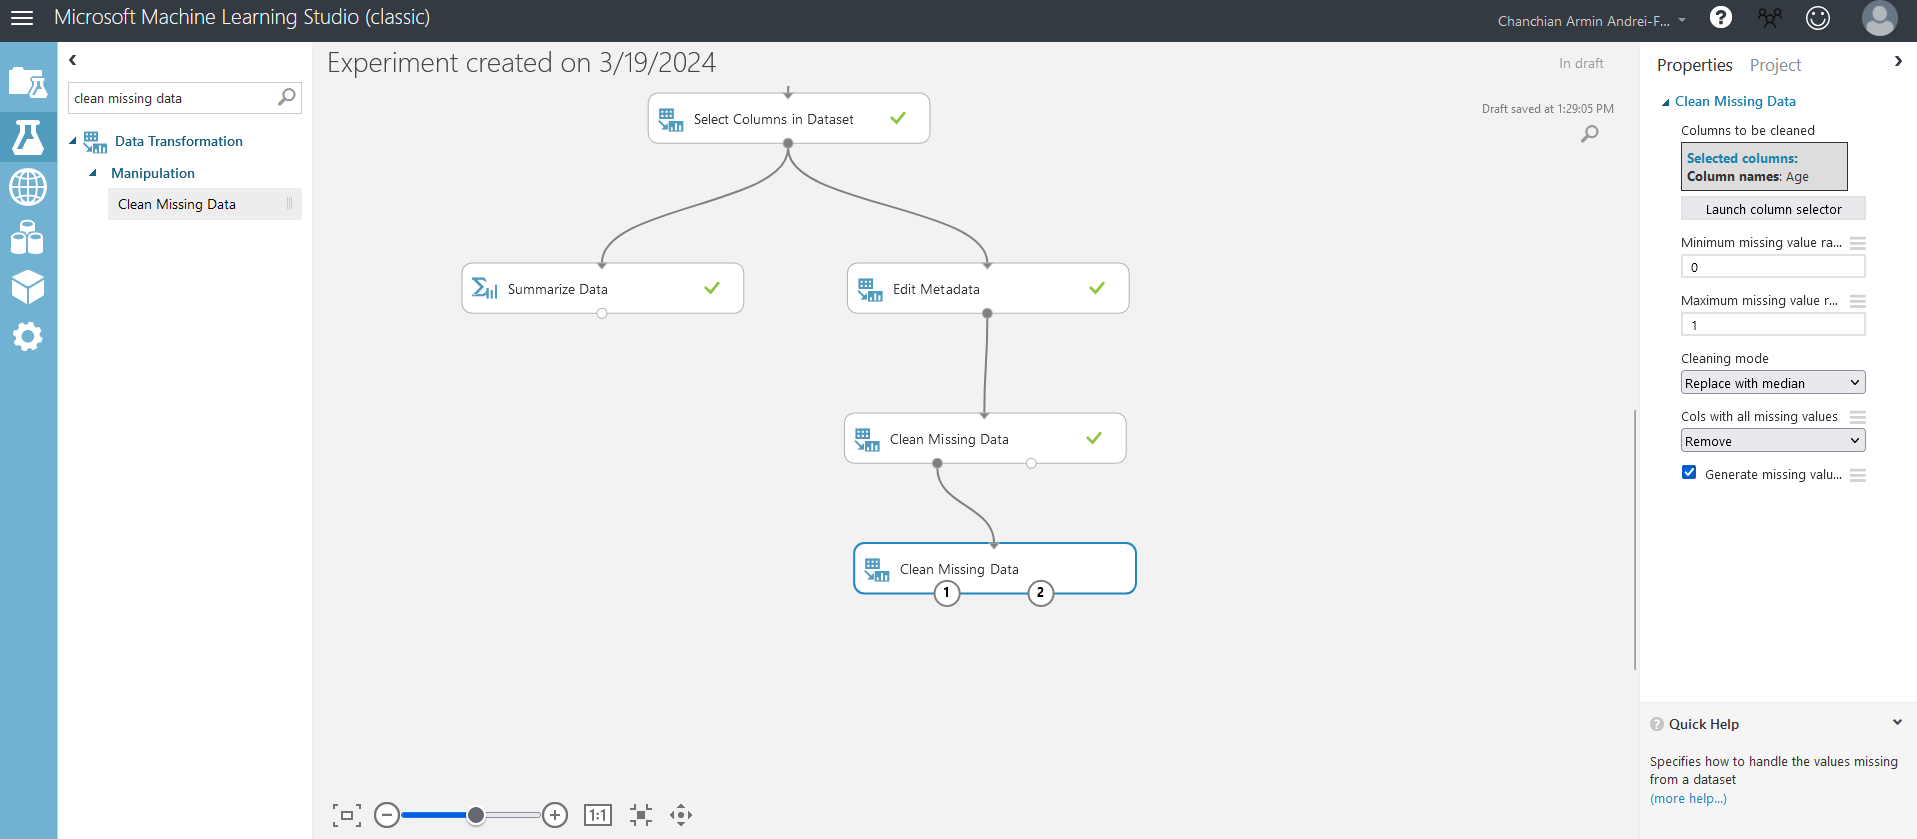 Microsoft Machine Learning Studio (classic)
Chanchian Armin Andrei-F...
?
clean missing data
Data Transformation
Manipulation
Clean Missing Data
Experiment created on 3/19/2024
In draft
Draft saved at 1:29:05 PM
Select Columns in Dataset
Summarize Data
Edit Metadata
Clean Missing Data
Clean Missing Data
1
2
1:1
Properties
Project
Clean Missing Data
Columns to be cleaned
Selected columns:
Column names: Age
Launch column selector
Minimum missing value ra...
0
Maximum missing value r...
1
Cleaning mode
Replace with median
Cols with all missing values
Remove
Generate missing valu...
? Quick Help
Specifies how to handle the values missing
from a dataset
(more help...)